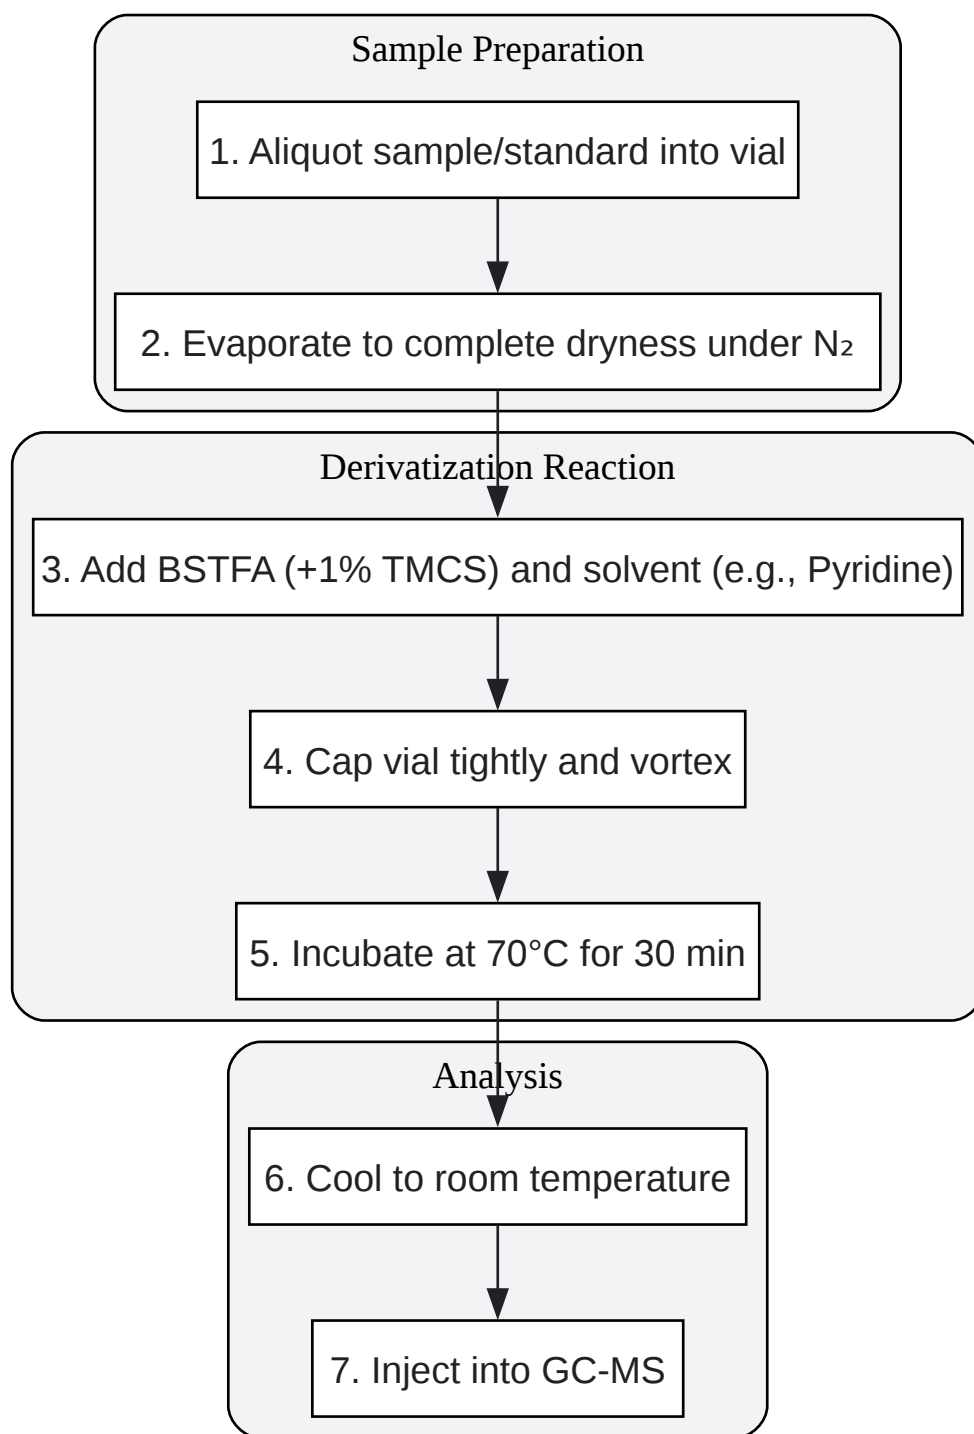 Sample Preparation
1. Aliquot sample/standard into vial
2. Evaporate to complete dryness under N₂
Derivatization Reaction
3. Add BSTFA (+1% TMCS) and solvent (e.g., Pyridine)
4. Cap vial tightly and vortex
5. Incubate at 70°C for 30 min
Analysis
6. Cool to room temperature
7. Inject into GC-MS